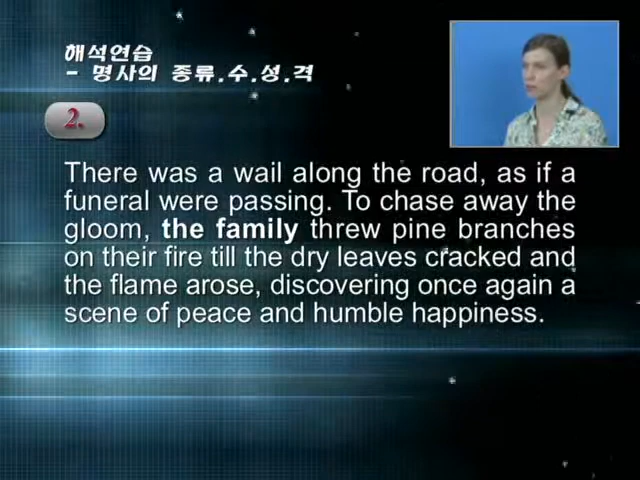 해석연습
- 명사의 종류.수.성.격
2.
There was a wail along the road, as if a
funeral were passing. To chase away the
gloom, the family threw pine branches
on their fire till the dry leaves cracked and
the flame arose, discovering once again a
scene of peace and humble happiness.